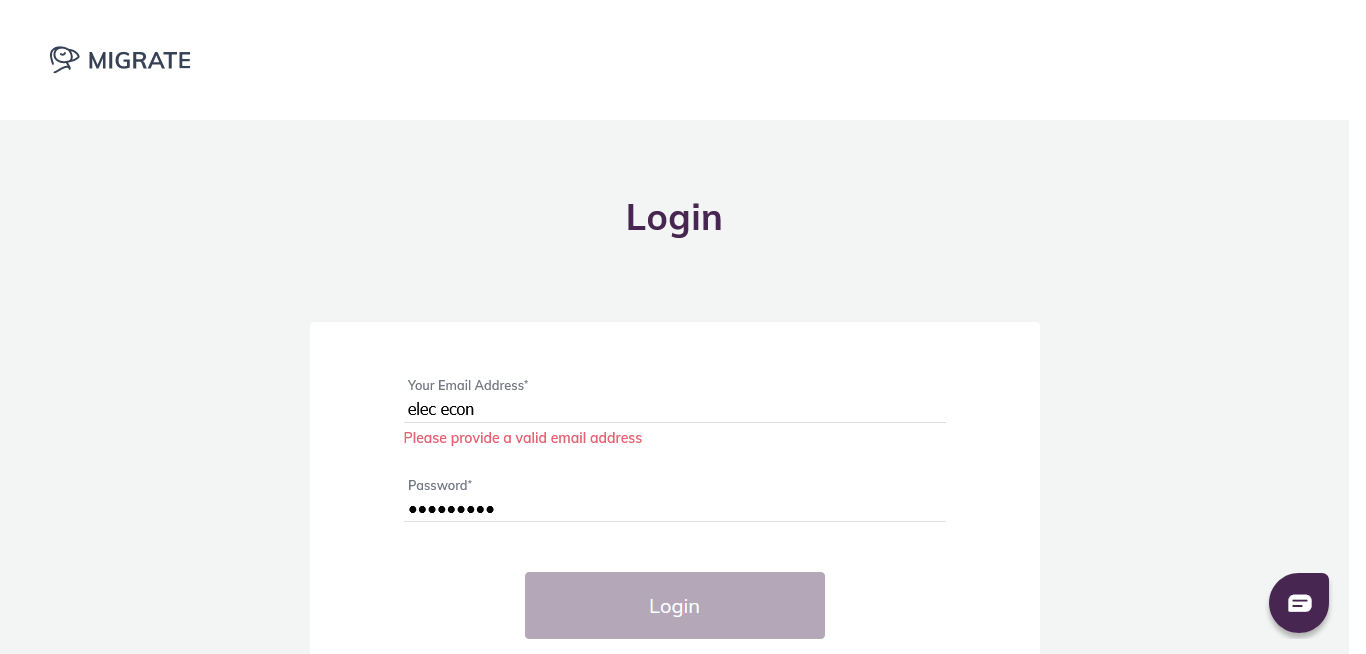 MIGRATE
Login
Your Email Address*
elec econ
Please provide a valid email address
Password*
Login